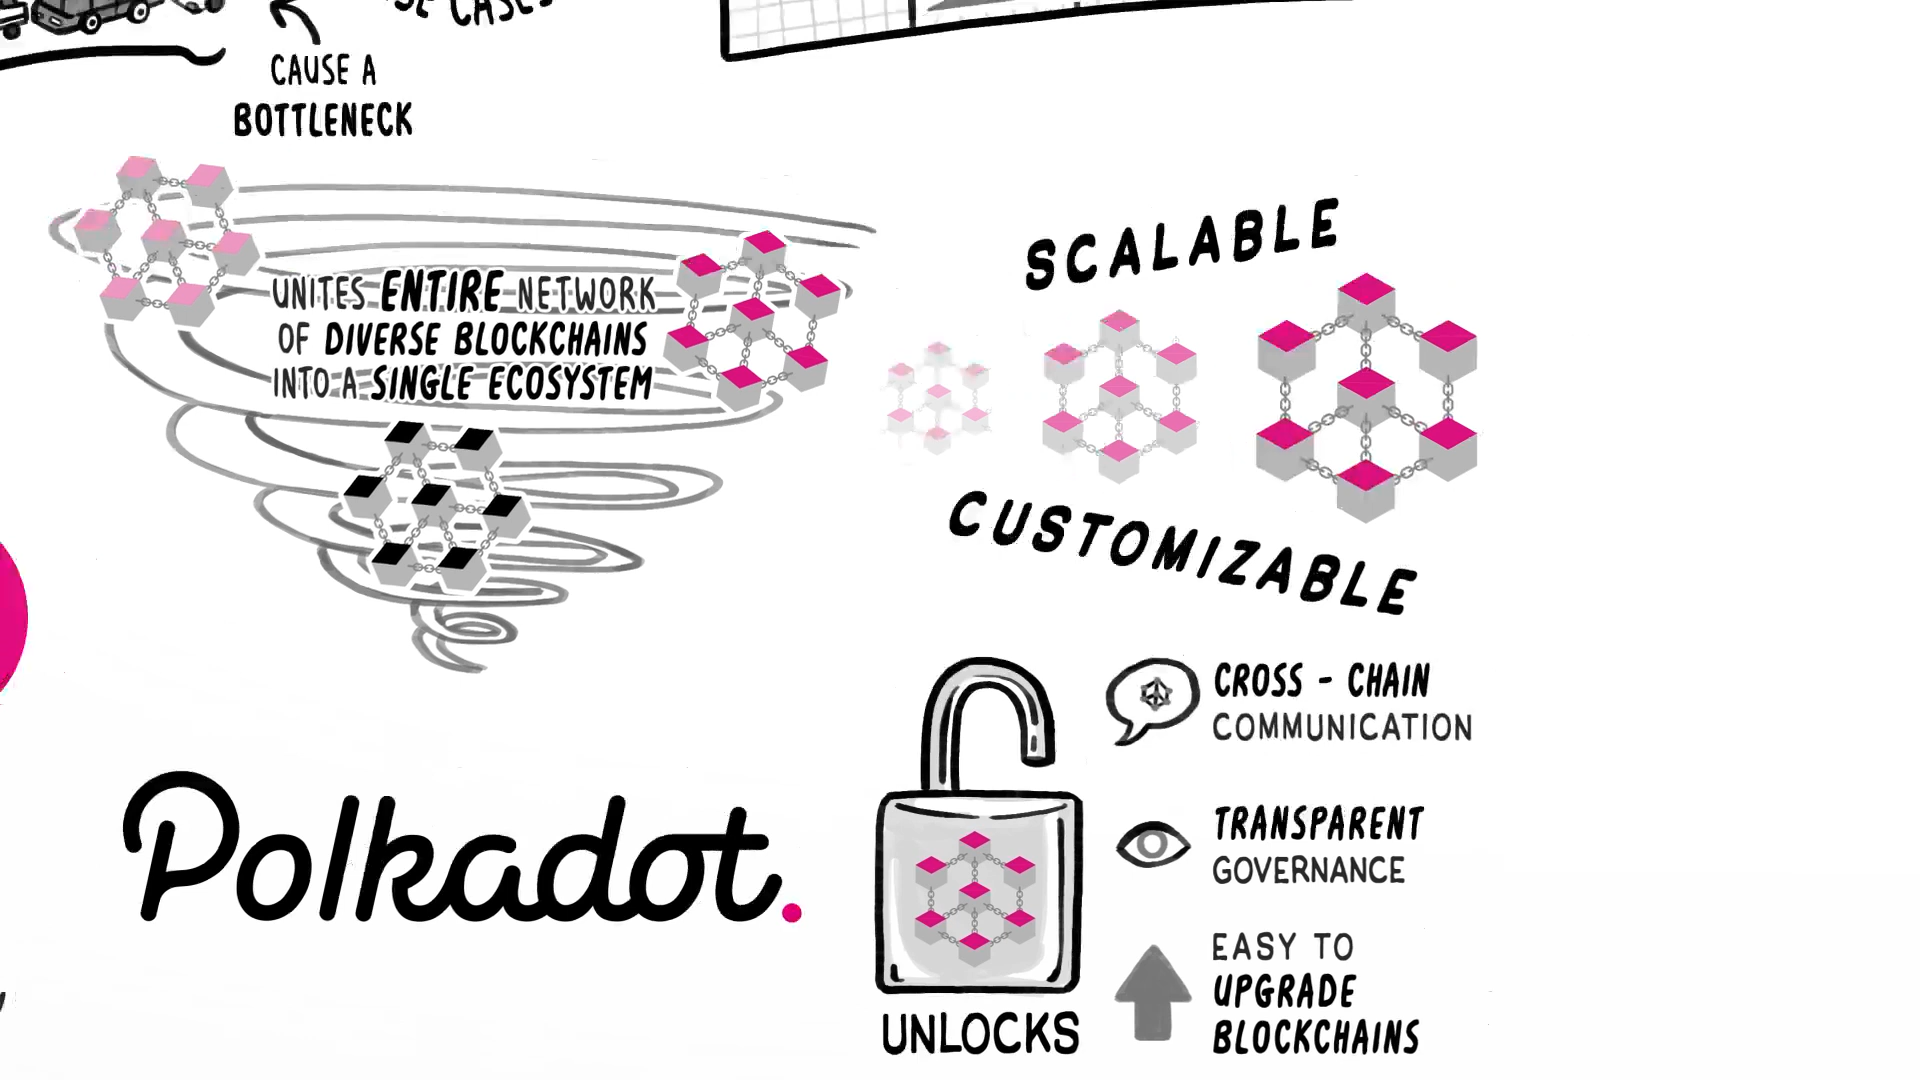 CASES
CAUSE A
BOTTLENECK
UNITES ENTIRE NETWORK
OF DIVERSE BLOCKCHAINS
INTO A SINGLE ECOSYSTEM
SCALABLE
CUSTOMIZABLE
Polkadot.
UNLOCKS
CROSS - CHAIN
COMMUNICATION
TRANSPARENT
GOVERNANCE
EASY TO
UPGRADE
BLOCKCHAINS